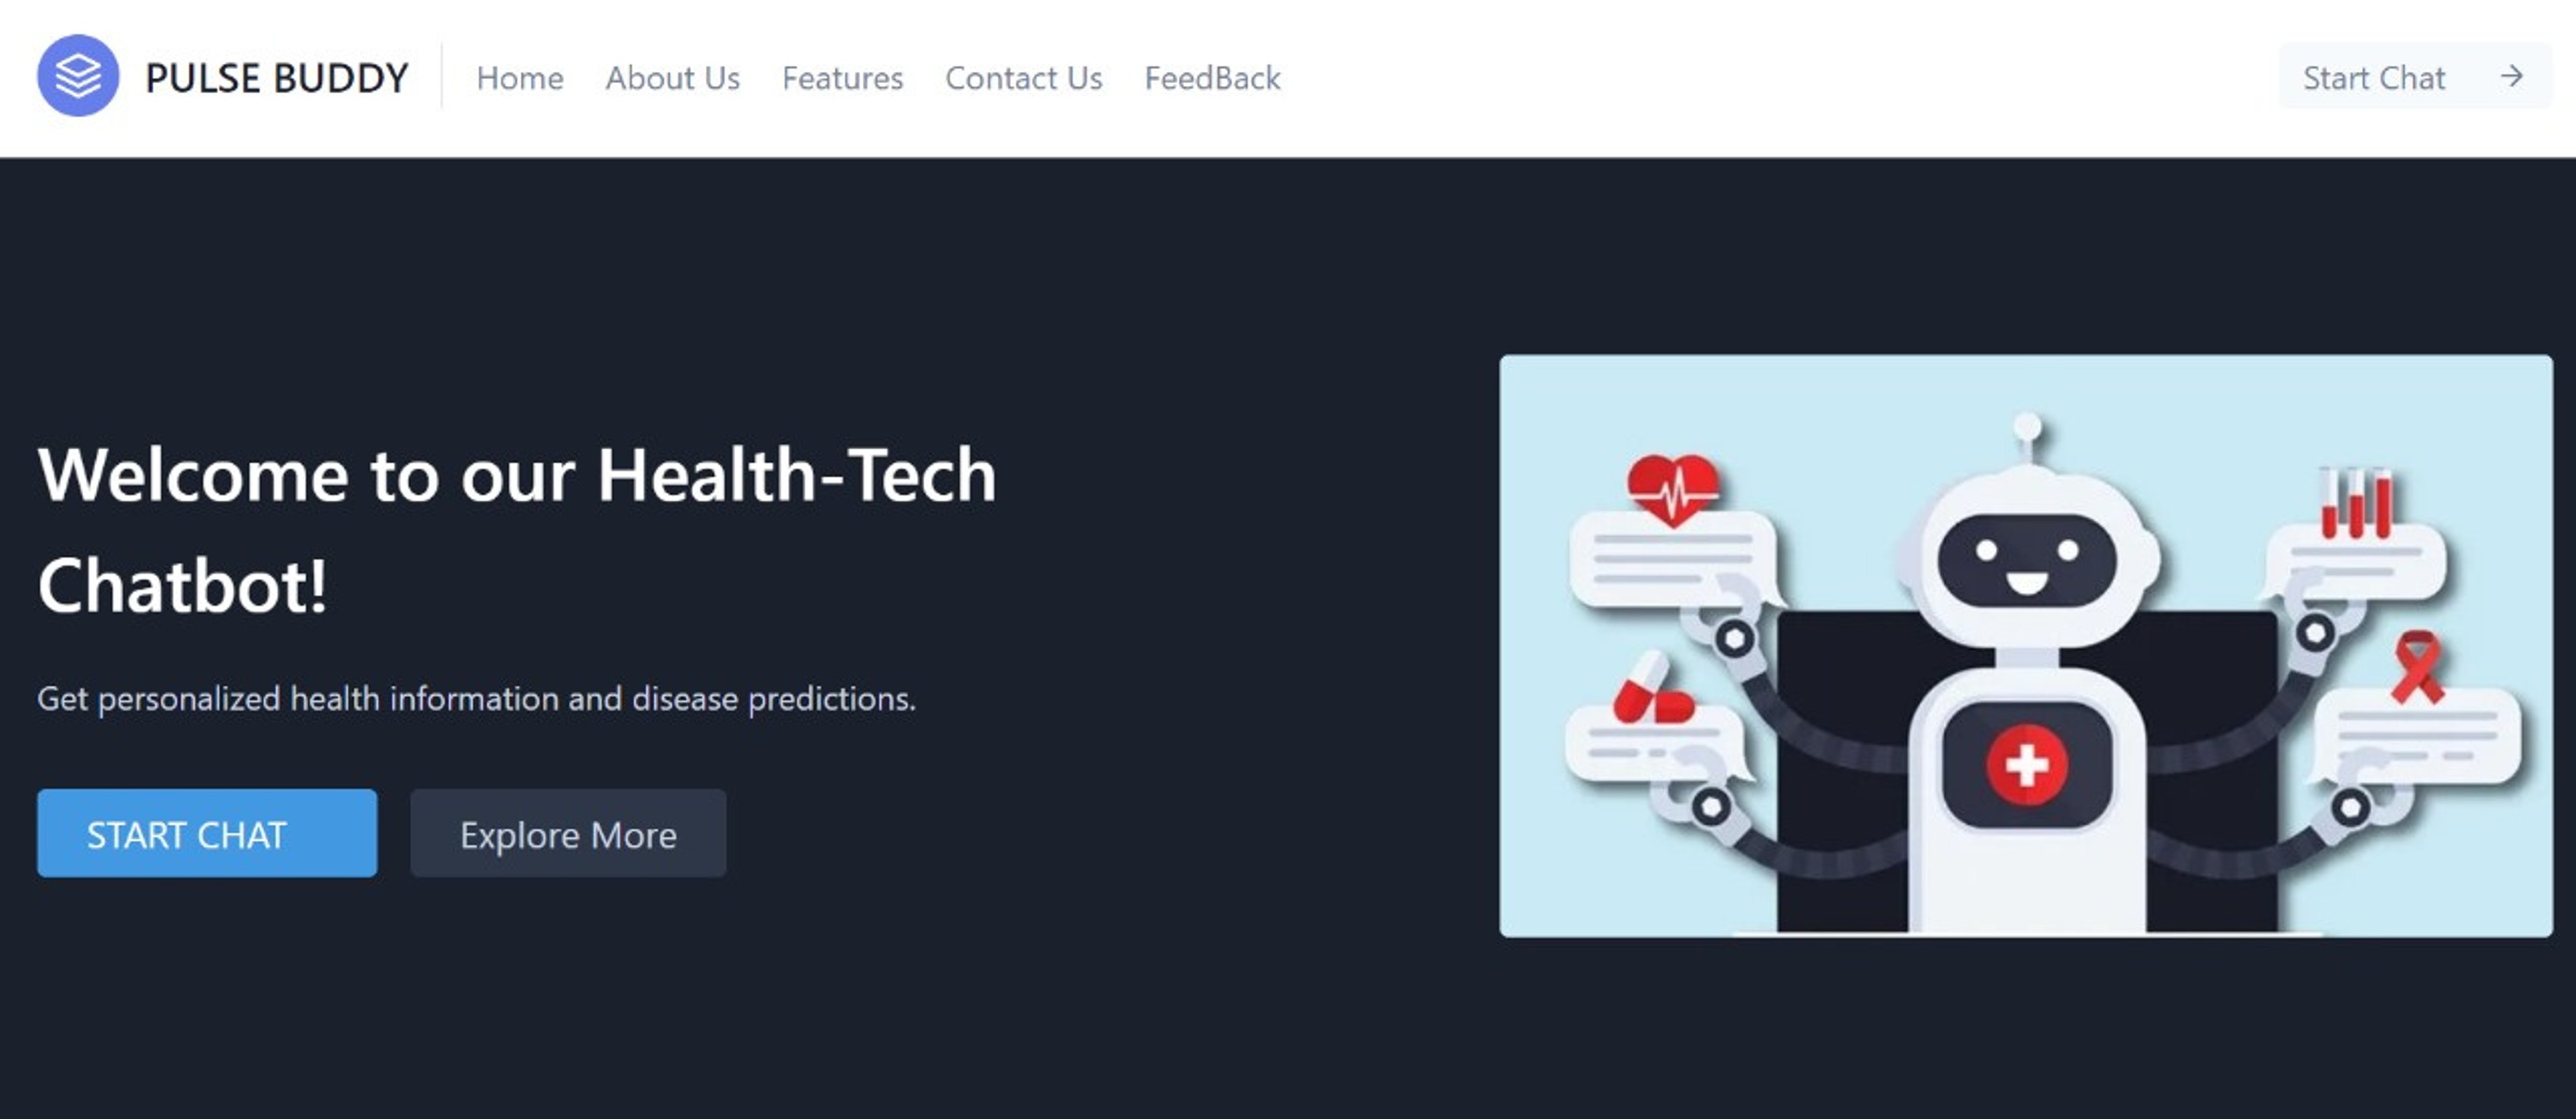 PULSE BUDDY
Home About Us Features Contact Us FeedBack
Start Chat →
Welcome to our Health-Tech
Chatbot!
Get personalized health information and disease predictions.
START CHAT
Explore More